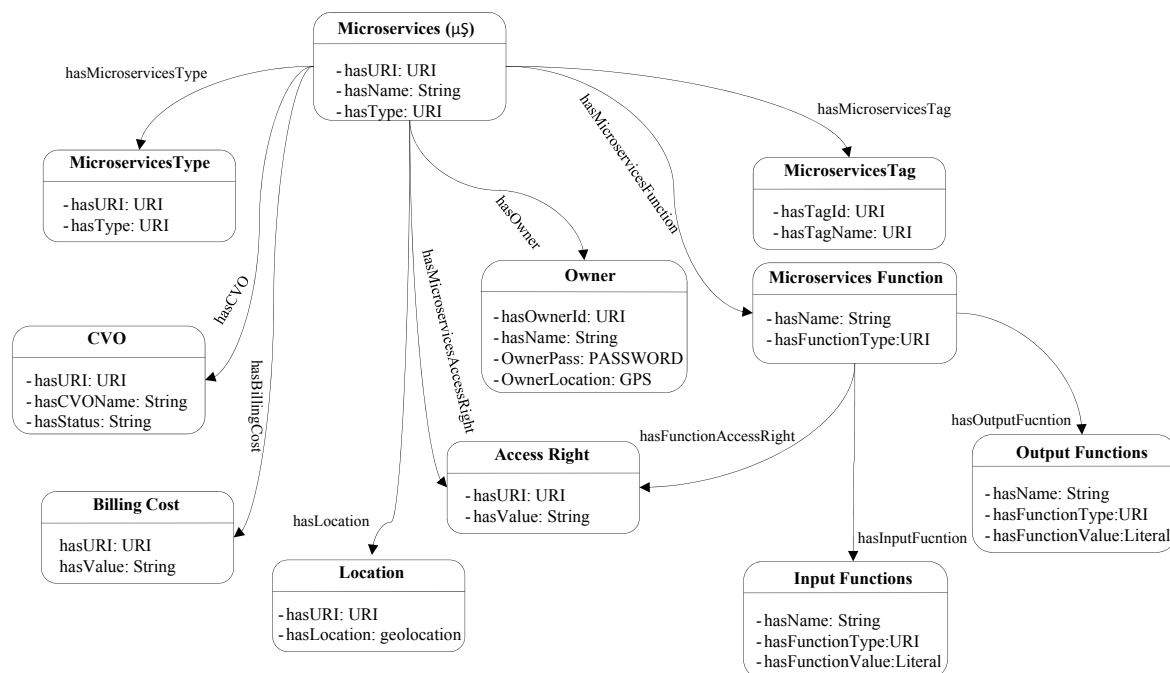 Microservices (µȘ)
- hasURI: URI
- hasName: String
- hasType: URI
hasMicroservicesType
hasMicroservicesTag
hasMicroservicesFunction
MicroservicesType
- hasURI: URI
- hasType: URI
MicroservicesTag
- hasTagId: URI
- hasTagName: URI
hasOwner
hasCVO
hasMicroservicesAccessRight
hasBillingCost
Owner
- hasOwnerId: URI
- hasName: String
- OwnerPass: PASSWORD
- OwnerLocation: GPS
Microservices Function
- hasName: String
- hasFunctionType:URI
CVO
- hasURI: URI
- hasCVOName: String
- hasStatus: String
hasFunctionAccessRight
hasOutputFucntion
Access Right
- hasURI: URI
- hasValue: String
Output Functions
- hasName: String
- hasFunctionType:URI
- hasFunctionValue:Literal
Billing Cost
hasURI: URI
hasValue: String
hasLocation
hasInputFucntion
Location
- hasURI: URI
- hasLocation: geolocation
Input Functions
- hasName: String
- hasFunctionType:URI
- hasFunctionValue:Literal